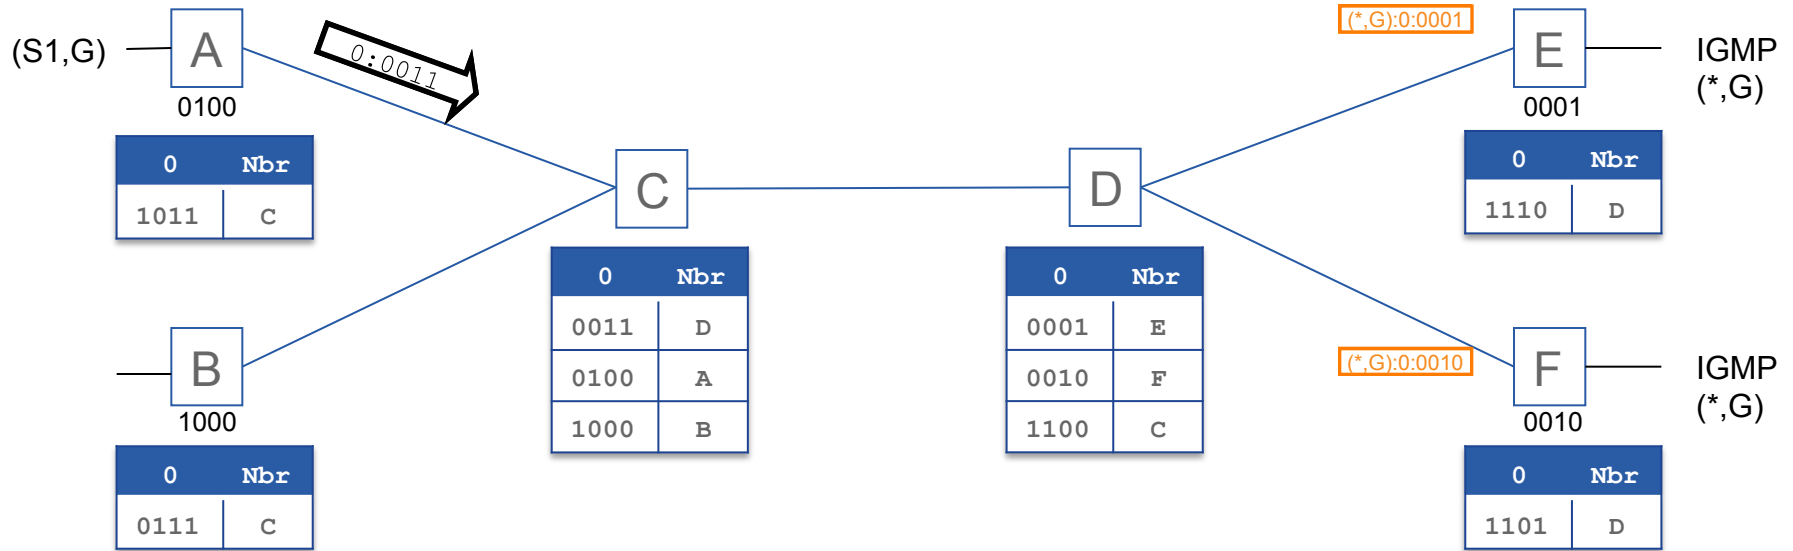 (S1,G)
A
0100
0:0011
0 Nbr
1011 C
B
1000
0 Nbr
0111 C
C
0 Nbr
0011 D
0100 A
1000 B
D
0 Nbr
0001 E
0010 F
1100 C
(*,G):0:0001
E
0001
IGMP
(*,G)
0 Nbr
1110 D
(*,G):0:0010
F
0010
IGMP
(*,G)
0 Nbr
1101 D